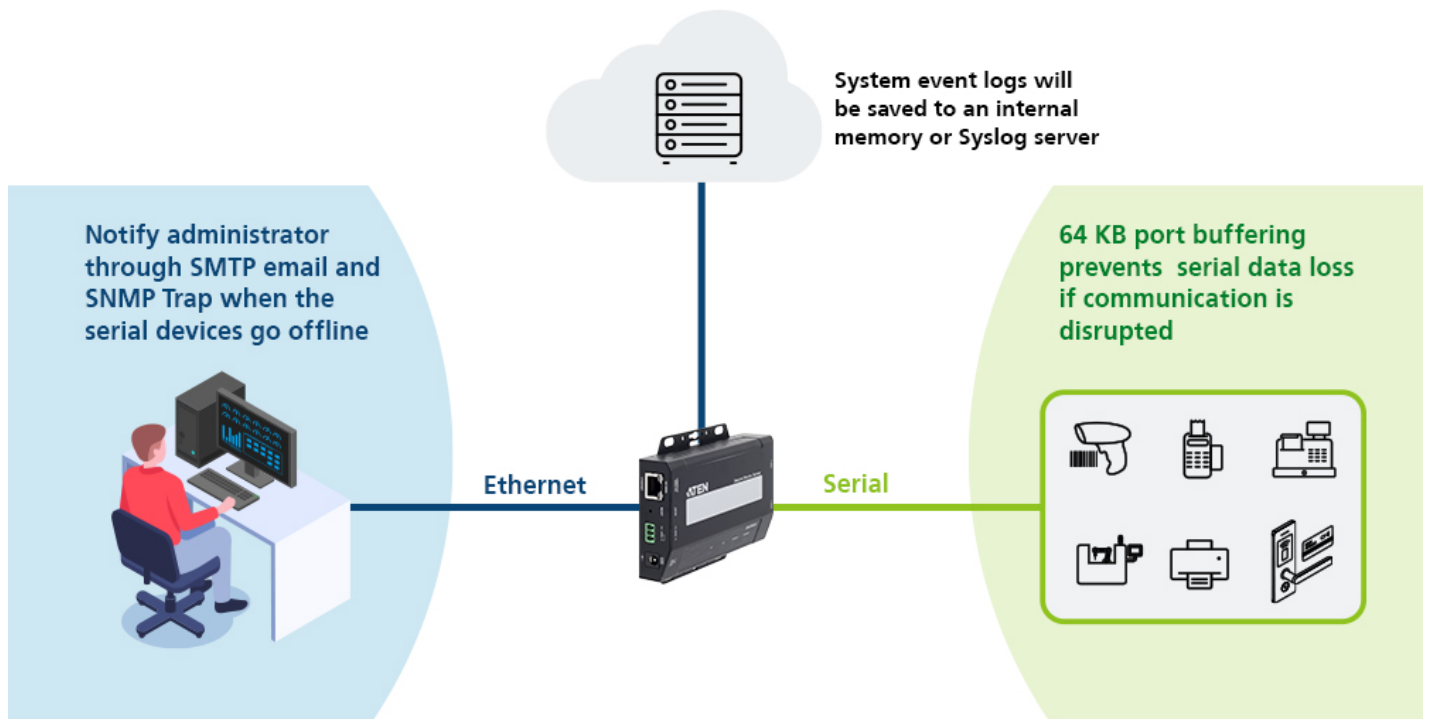 System event logs will
be saved to an internal
memory or Syslog server
Notify administrator
through SMTP email and
SNMP Trap when the
serial devices go offline
64 KB port buffering
prevents  serial data loss
if communication is
disrupted
Ethernet
Serial
ATEN